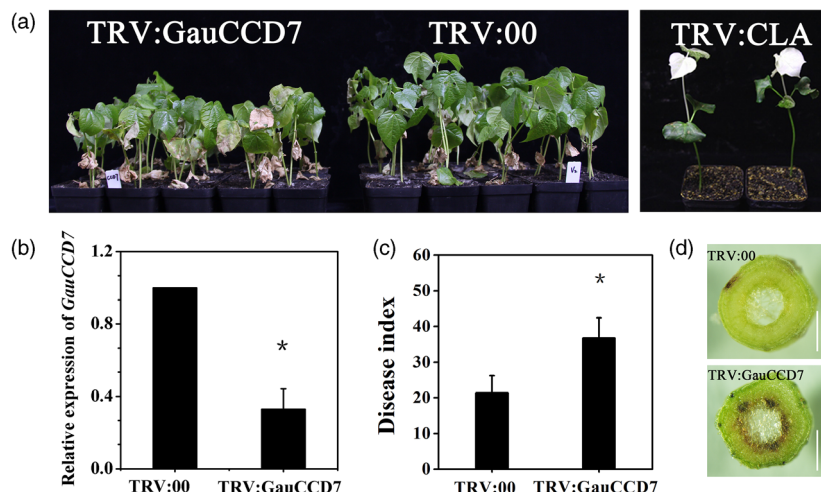 (a)
TRV:GauCCD7
TRV:00
TRV:CLA
(b)
Relative expression of GauCCD7
1.2
0.8
0.4
0.0
TRV:00
TRV:GauCCD7
*
(c)
Disease index
60
50
40
30
20
10
0
TRV:00
TRV:GauCCD7
*
(d)
TRV:00
TRV:GauCCD7